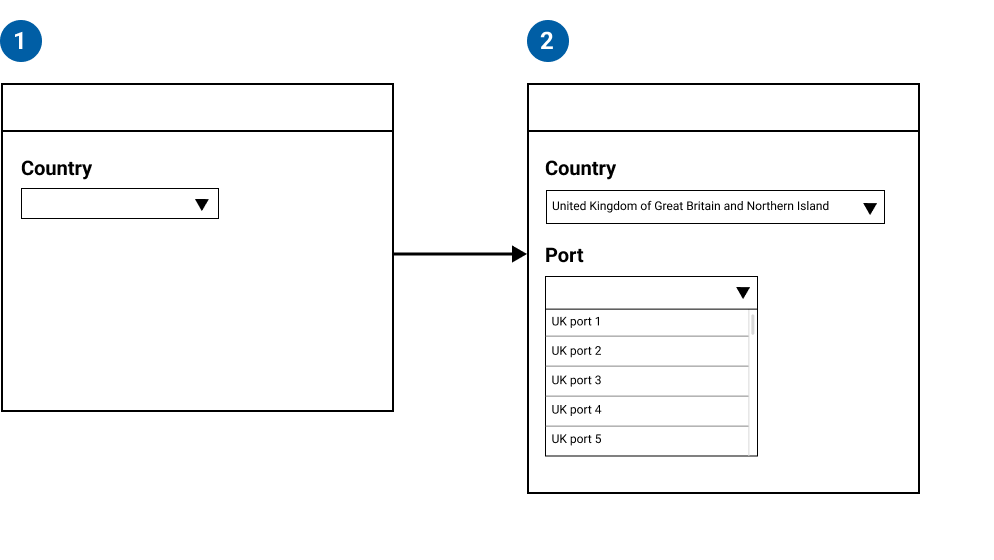 1
Country
2
Country
United Kingdom of Great Britain and Northern Island
Port
UK port 1
UK port 2
UK port 3
UK port 4
UK port 5